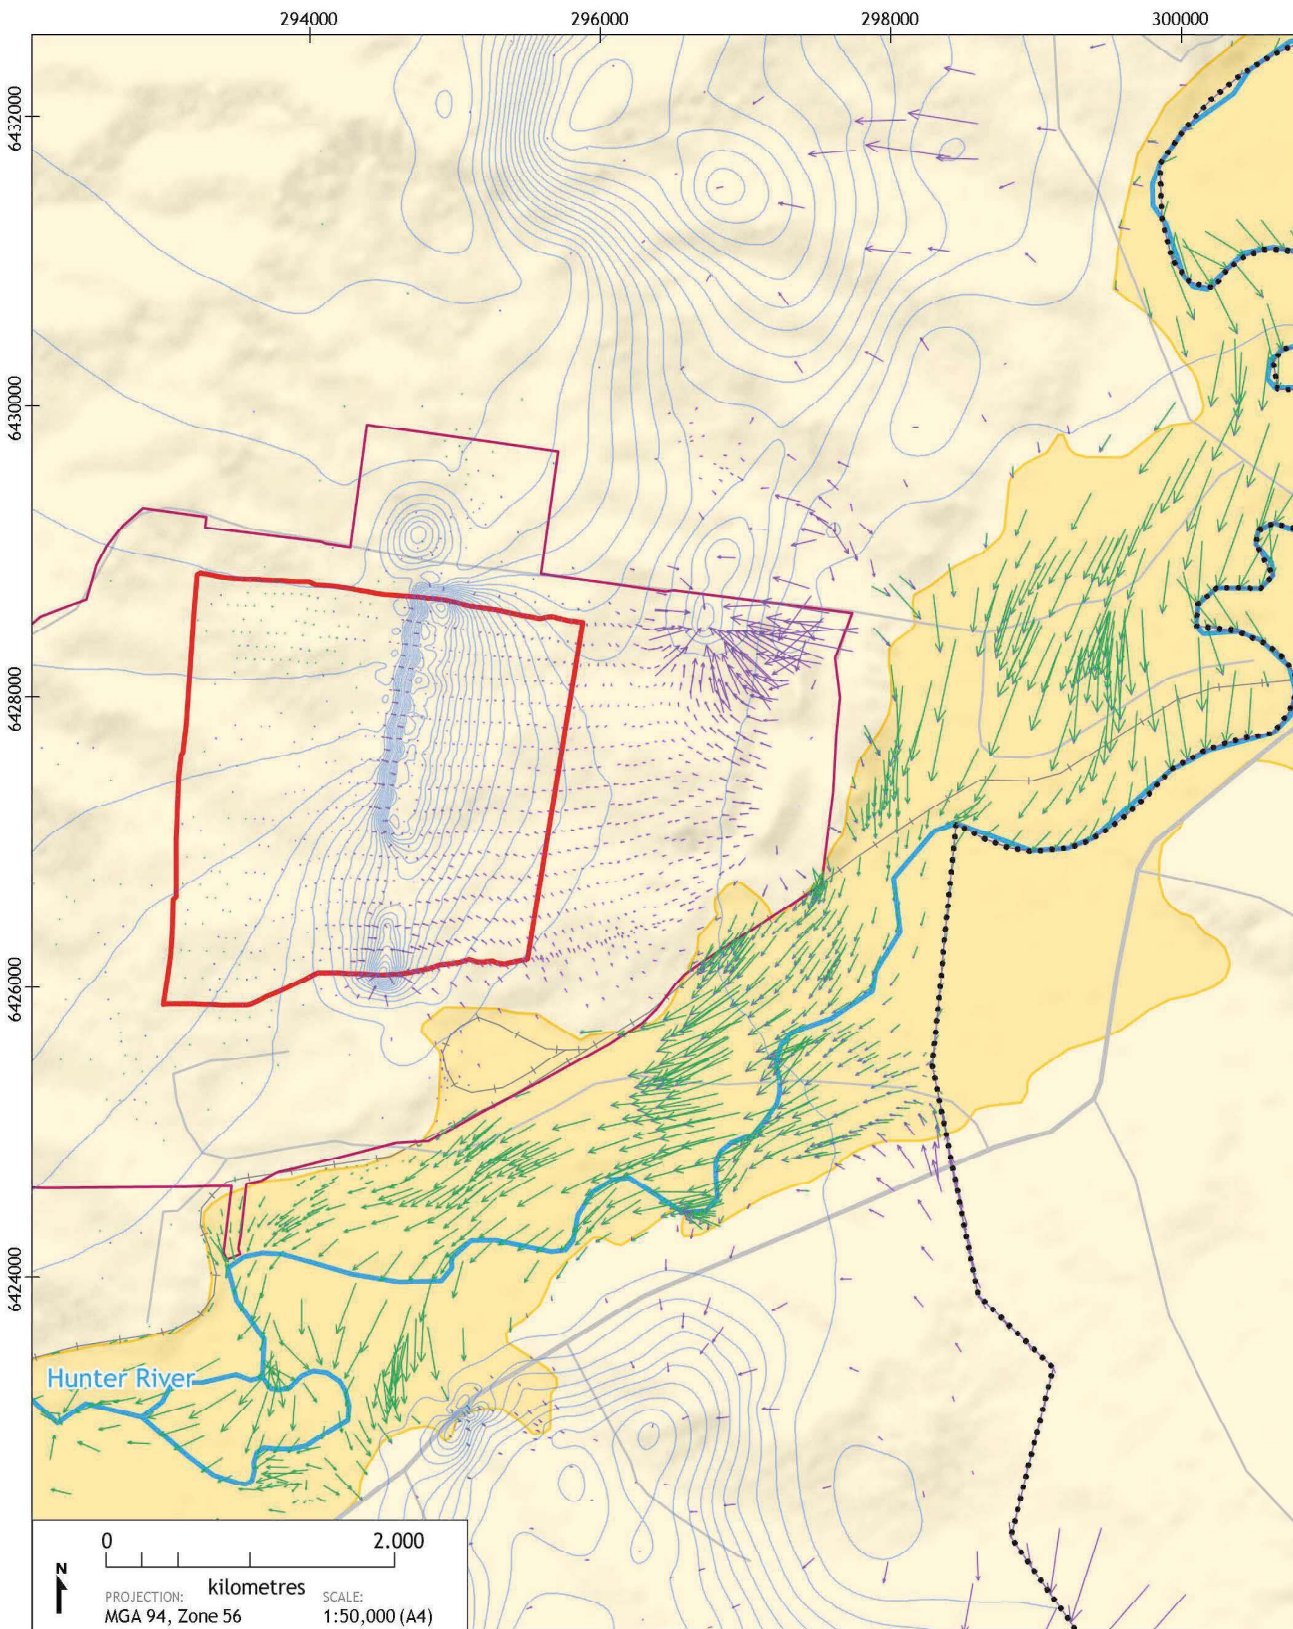 294000 296000 298000 300000
6432000
6430000
6428000
6426000
6424000
Hunter River
0 2.000
kilometres
N
PROJECTION: SCALE:
MGA 94, Zone 56 1:50,000 (A4)